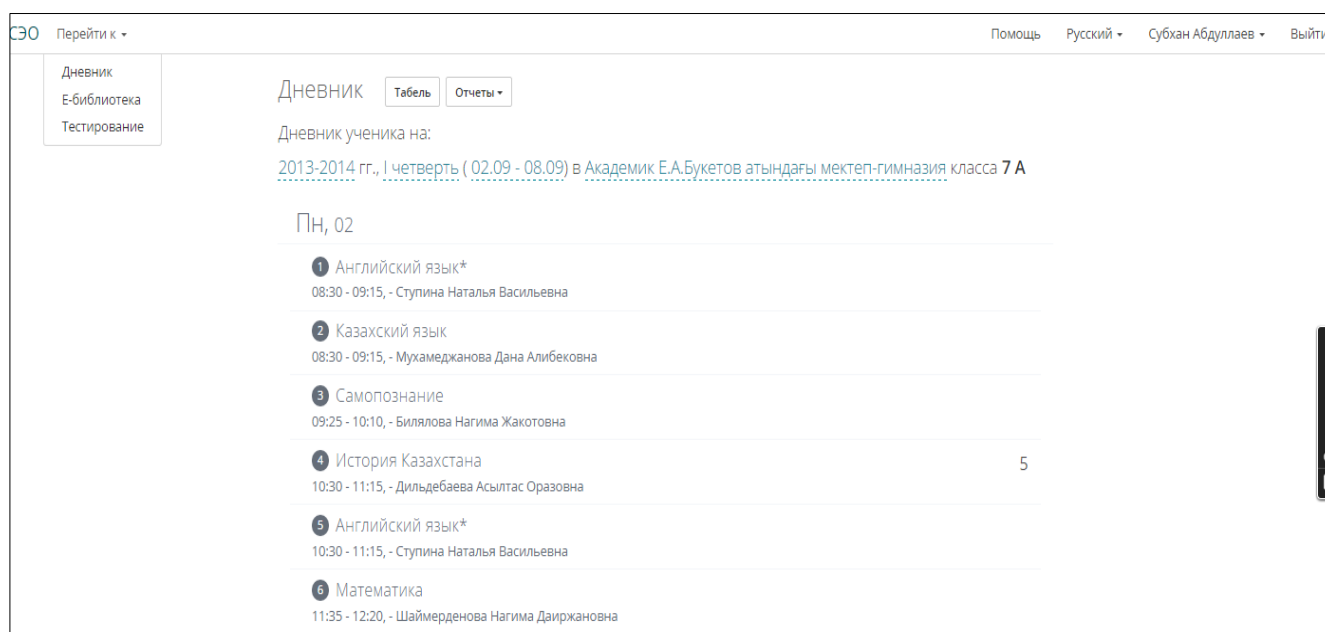 СЭО Перейти к Помощь Русский Субхан Абдуллаев Выйти
Дневник
Е-библиотека
Тестирование
Дневник Табель Отчеты
Дневник ученика на:
2013-2014 гг., I четверть ( 02.09 - 08.09) в Академик Е.А.Букетов атындағы мектеп-гимназия класса 7 А
Пн, 02
1 Английский язык*
08:30 - 09:15, - Ступина Наталья Васильевна
2 Казахский язык
08:30 - 09:15, - Мухамеджанова Дана Алибековна
3 Самопознание
09:25 - 10:10, - Билялова Нагима Жакотовна
4 История Казахстана 5
10:30 - 11:15, - Дильдебаева Асылтас Оразовна
5 Английский язык*
10:30 - 11:15, - Ступина Наталья Васильевна
6 Математика
11:35 - 12:20, - Шаймерденова Нагима Даиржановна